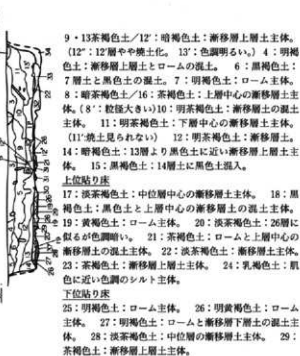 9・13茶褐色土／12′：暗褐色土：漸移層上層土主体。
(12″：12層やや焼土化。 13′：色調明るい。) 4：明褐
色土：漸移層上層土とロームの混土。 6：黒褐色土：
7層土と黒色土の混土。7：明褐色土：ローム主体。
8：暗茶褐色土／16：茶褐色土：上層中心の漸移層土主
体。(8′：粒径大きい)10：明茶褐色土：漸移層土の混土
主体。 11：明茶褐色土：下層中心の漸移層土主体。
(11′焼土見られない) 12：明茶褐色土：漸移層土。
14：暗褐色土：13層より黒色土に近い漸移層上層土主
体。 15：黒褐色土：14層土に黒色土混入。
上位貼り床
17：淡茶褐色土：中位層中心の漸移層土主体。 18：黒
褐色土：黒色土と上層中心の漸移層土の混土主体。
19：黄褐色土：ローム主体。 20：淡茶褐色土：26層に
似るが色調暗い。 21：茶褐色土：ロームと上層中心の
漸移層土の混土主体。 22：淡茶褐色土：漸移層土主体。
23：茶褐色土：漸移層上層土主体。 24：乳褐色土：肌
色に近い色調のシルト主体。
下位貼り床
25：明褐色土：ローム主体。 26：明黄褐色土：ローム
主体。 27：明褐色土：ロームと漸移層下層土の混土主
体。 28：淡茶褐色土：中位層中心の漸移層土主体。 29：
茶褐色土：漸移層上層土主体。